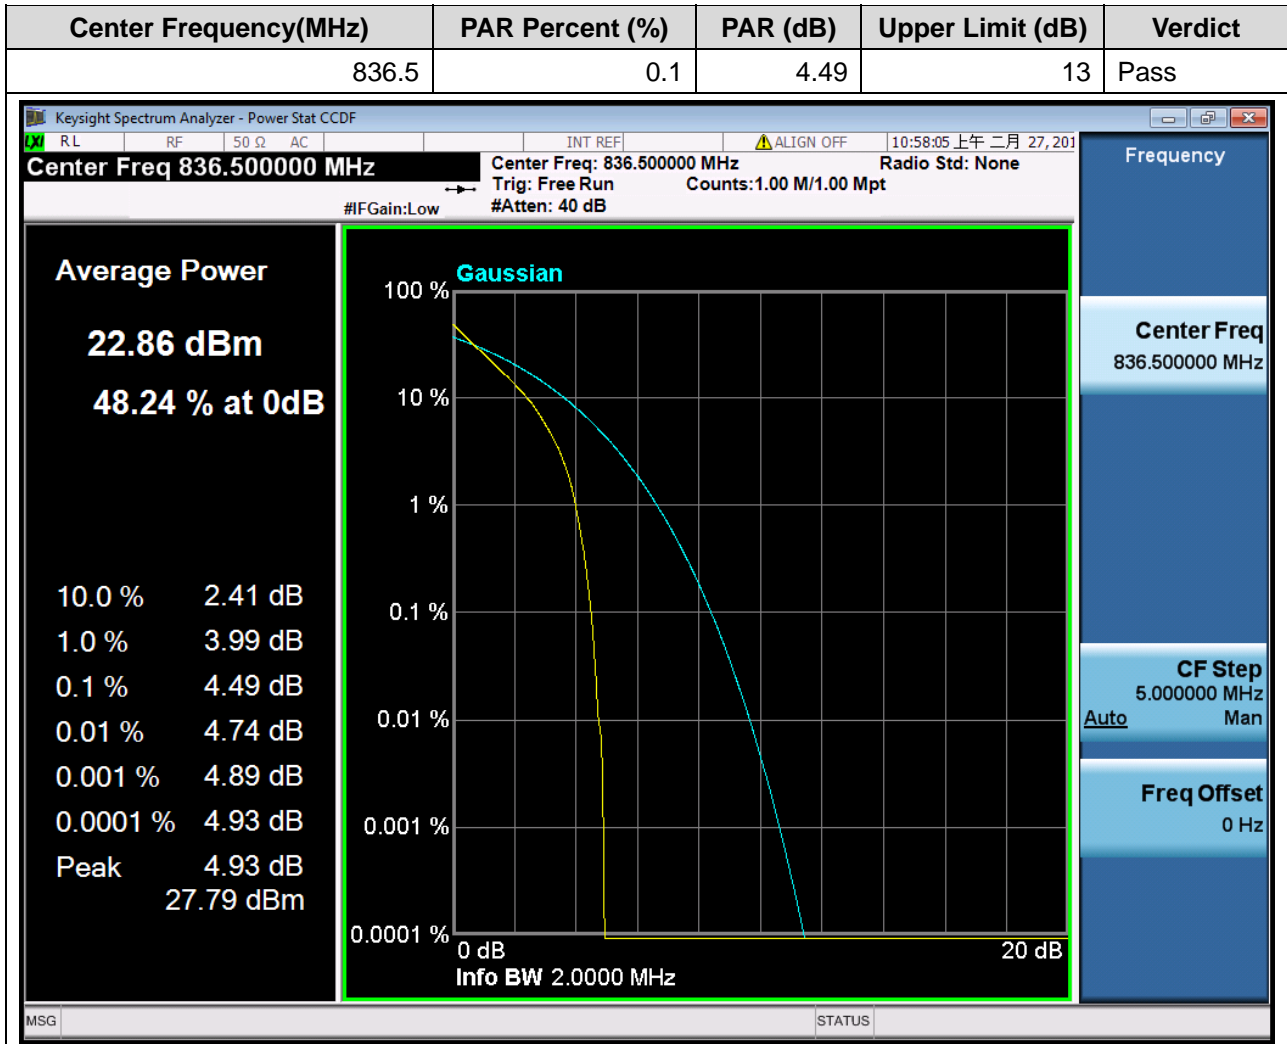 Center Frequency(MHz) PAR Percent (%) PAR (dB) Upper Limit (dB) Verdict
836.5 0.1 4.49 13 Pass
Keysight Spectrum Analyzer - Power Stat CCDF
LXI RL RF 50 Ω AC INT REF ALIGN OFF 10:58:05 上午 二月 27, 201
Center Freq 836.500000 MHz
Center Freq: 836.500000 MHz Radio Std: None
Trig: Free Run Counts:1.00 M/1.00 Mpt
#IFGain:Low #Atten: 40 dB
Average Power
22.86 dBm
48.24 % at 0dB
10.0 % 2.41 dB
1.0 % 3.99 dB
0.1 % 4.49 dB
0.01 % 4.74 dB
0.001 % 4.89 dB
0.0001 % 4.93 dB
Peak 4.93 dB
27.79 dBm
Gaussian
100 %
10 %
1 %
0.1 %
0.01 %
0.001 %
0.0001 %
0 dB 20 dB
Info BW 2.0000 MHz
Frequency
Center Freq
836.500000 MHz
CF Step
5.000000 MHz
Auto Man
Freq Offset
0 Hz
MSG STATUS